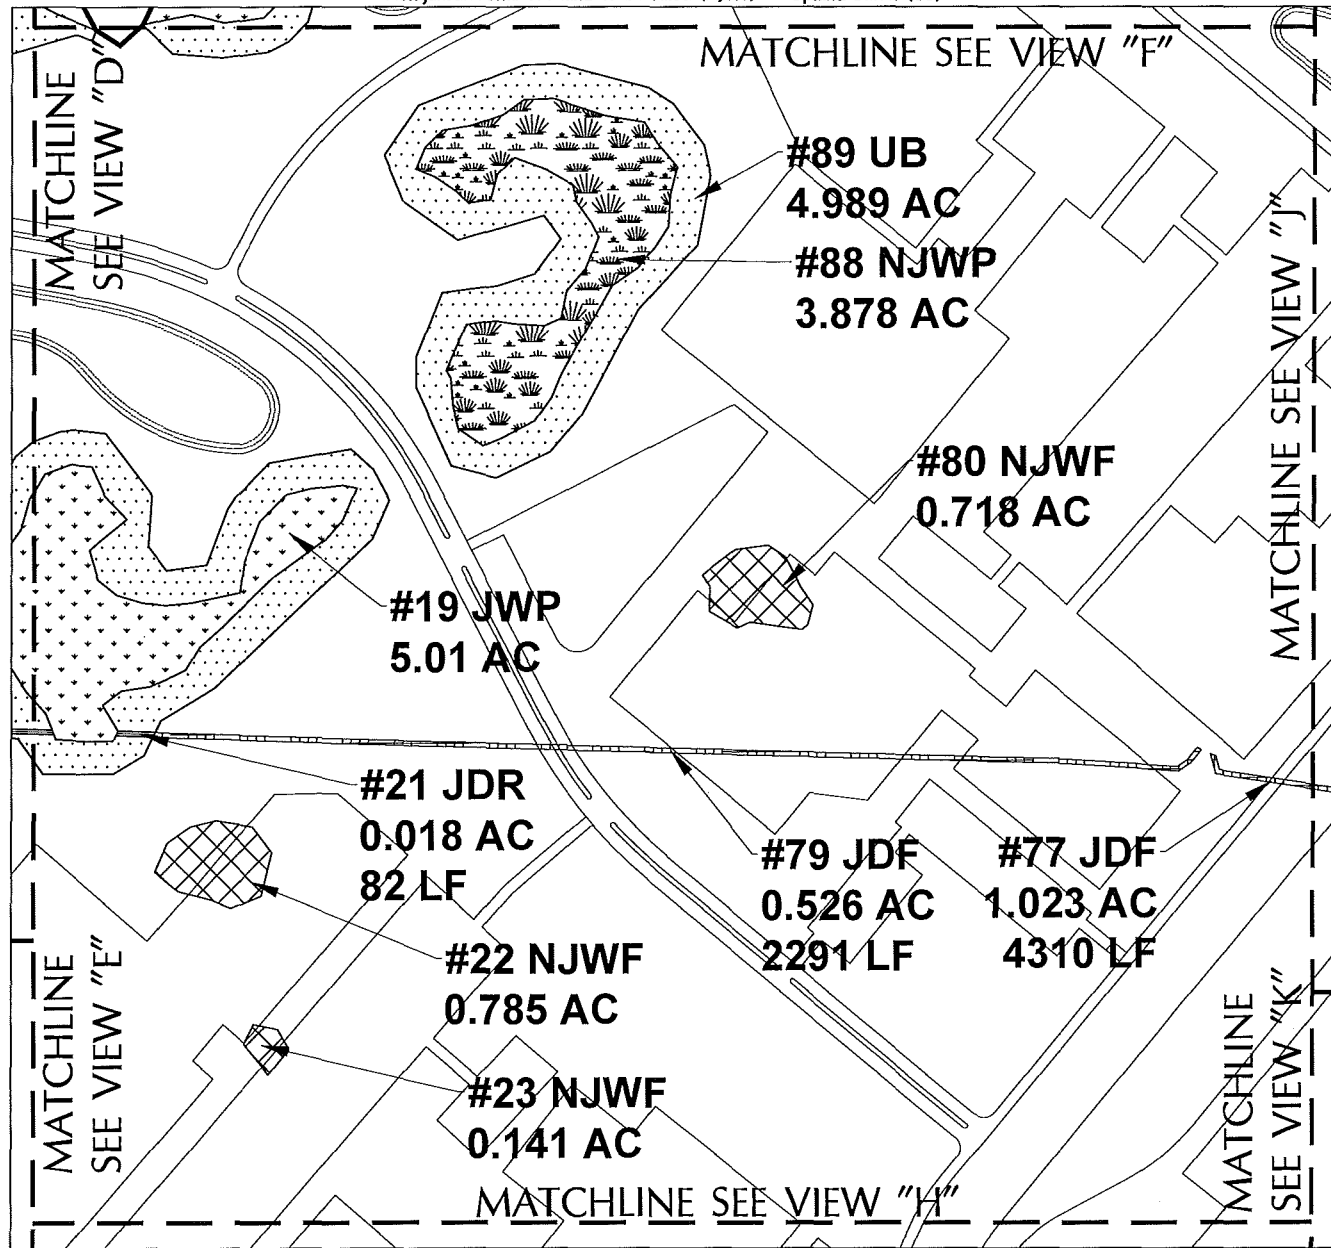 MATCHLINE SEE VIEW "F"
MATCHLINE
SEE VIEW "D"
#89 UB
4.989 AC
#88 NJWP
3.878 AC
MATCHLINE SEE VIEW "J"
#80 NJWF
0.718 AC
#19 JWP
5.01 AC
#21 JDR
0.018 AC
82 LF
#79 JDF
0.526 AC
2291 LF
#77 JDF
1.023 AC
4310 LF
#22 NJWF
0.785 AC
MATCHLINE
SEE VIEW "E"
#23 NJWF
0.141 AC
MATCHLINE
SEE VIEW "K"
MATCHLINE SEE VIEW "H"